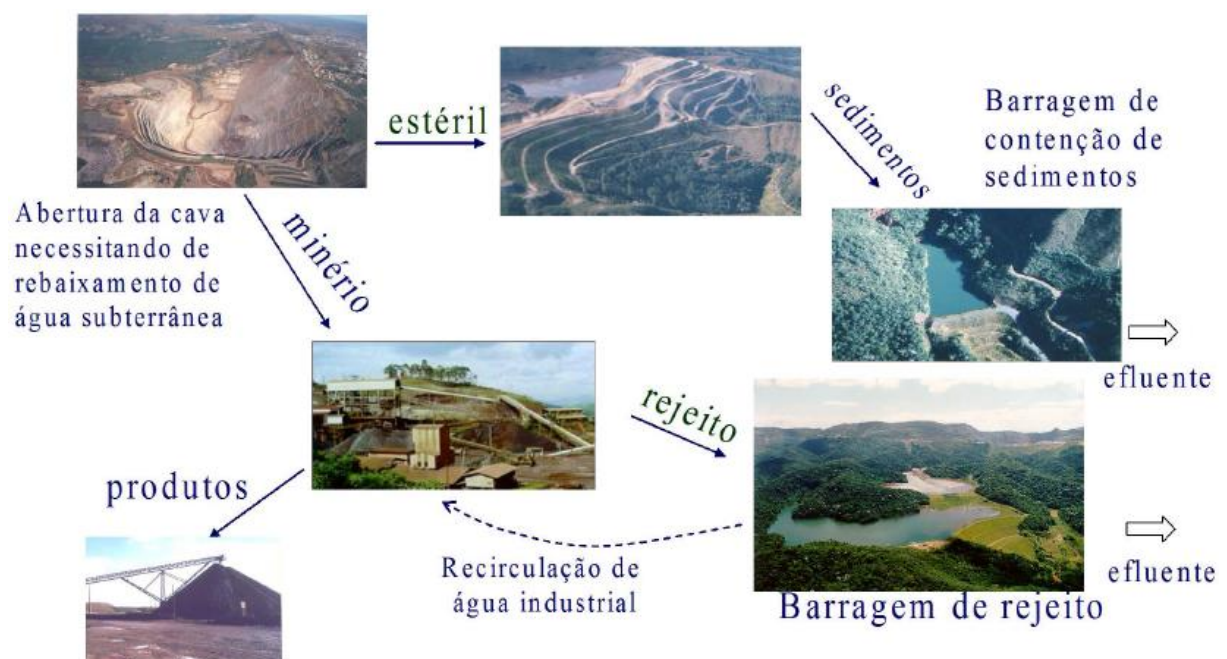 estéril
sedimentos
Barragem de
contenção de
sedimentos
Abertura da cava
necessitando de
rebaixamento de
água subterrânea
minério
efluente
rejeito
produtos
Recirculação de
água industrial
efluente
Barragem de rejeito